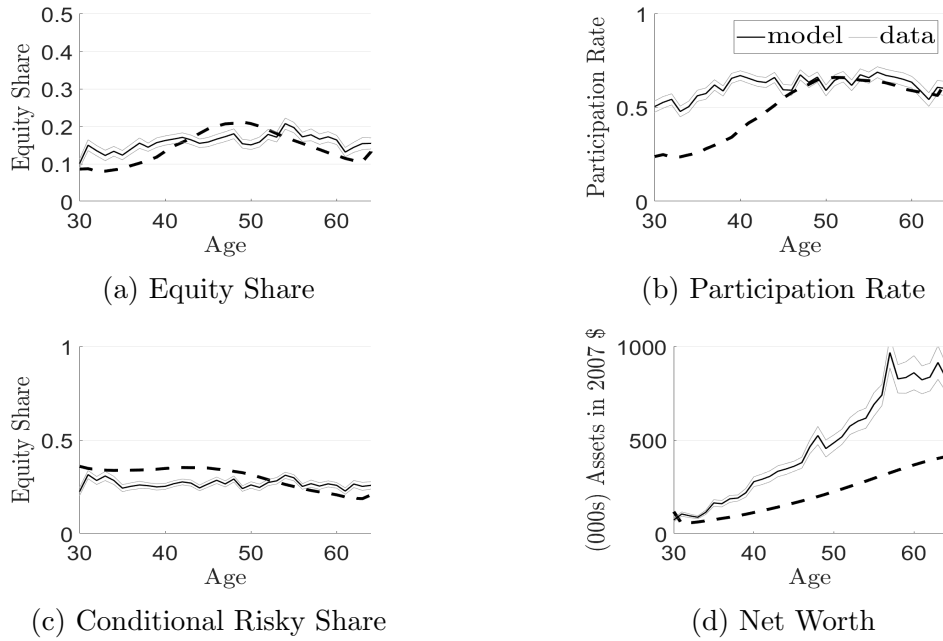 0.5
0.4
0.3
0.2
0.1
0
30 40 50 60
Equity Share
Age
(a) Equity Share
1
0.5
0
30 40 50 60
Participation Rate
model data
Age
(b) Participation Rate
1
0.5
0
30 40 50 60
Equity Share
Age
(c) Conditional Risky Share
1000
500
0
30 40 50 60
(000s) Assets in 2007 $
Age
(d) Net Worth